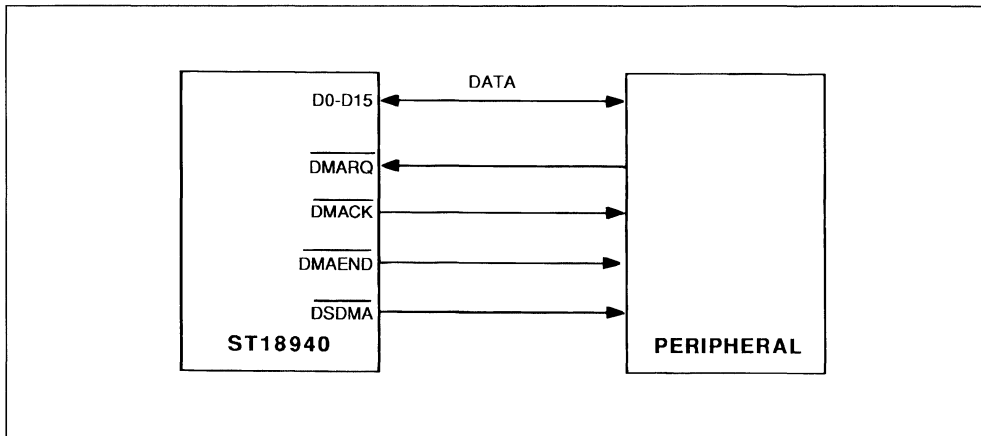 DATA
D0-D15
DMARQ
DMACK
DMAEND
DSDMA
ST18940
PERIPHERAL